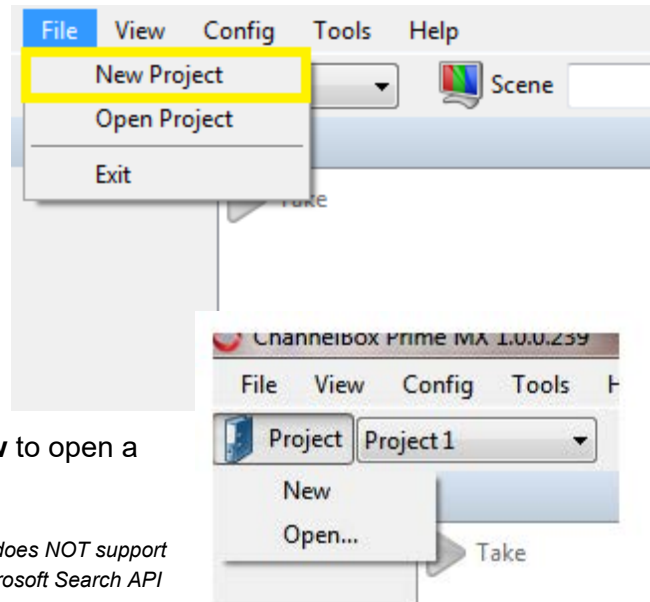 File View Config Tools Help
New Project
Scene
Open Project
Exit
Take
ChannelBox Prime MX 1.0.0.239
File View Config Tools
Project Project 1
to open a
New
Open...
does NOT support
Take
rosoft Search API